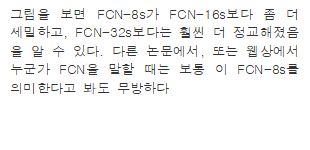 그림을 보면 FCN-8s가 FCN-16s보다 좀 더
세밀하고, FCN-32s보다는 훨씬 더 정교해졌음
을 알 수 있다. 다른 논문에서, 또는 웹상에서
누군가 FCN을 말할 때는 보통 이 FCN-8s를
의미한다고 봐도 무방하다